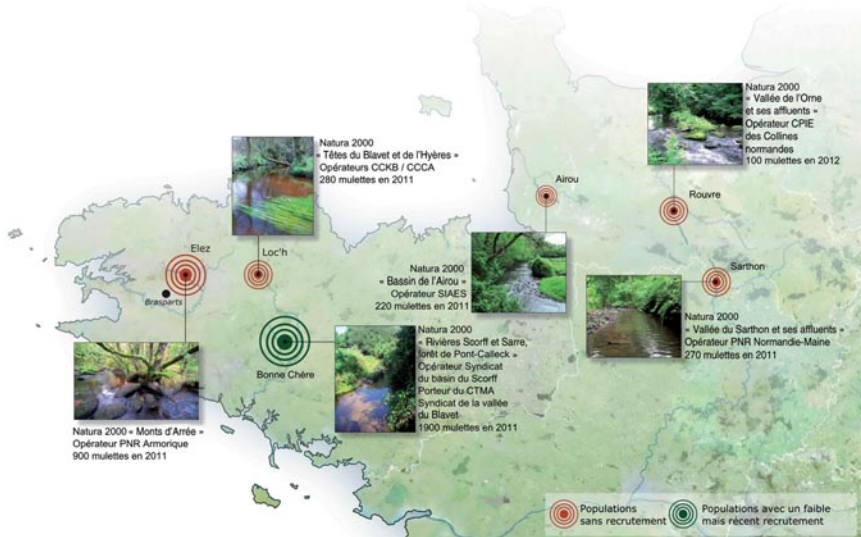 Natura 2000
« Vallée de l'Orne
et ses affluents »
Opérateur CPIE
des Collines
normandes
100 mulettes en 2012
Natura 2000
« Têtes du Blavet et de l'Hyères »
Opérateurs CCKB / CCCA
280 mulettes en 2011
Airou
Rouvre
Elez
Loc'h
Brasparts
Natura 2000
« Bassin de l'Airou »
Opérateur SIAES
220 mulettes en 2011
Sarthon
Natura 2000
« Vallée du Sarthon et ses affluents »
Opérateur PNR Normandie-Maine
270 mulettes en 2011
Bonne Chère
Natura 2000
« Rivières Scorff et Sarre,
forêt de Pont-Calleck »
Opérateur Syndicat
du basin du Scorff
Porteur du CTMA
Syndicat de la vallée
du Blavet
1900 mulettes en 2011
Natura 2000 « Monts d'Arrée »
Opérateur PNR Armorique
900 mulettes en 2011
Populations
sans recrutement
Populations avec un faible
mais récent recrutement